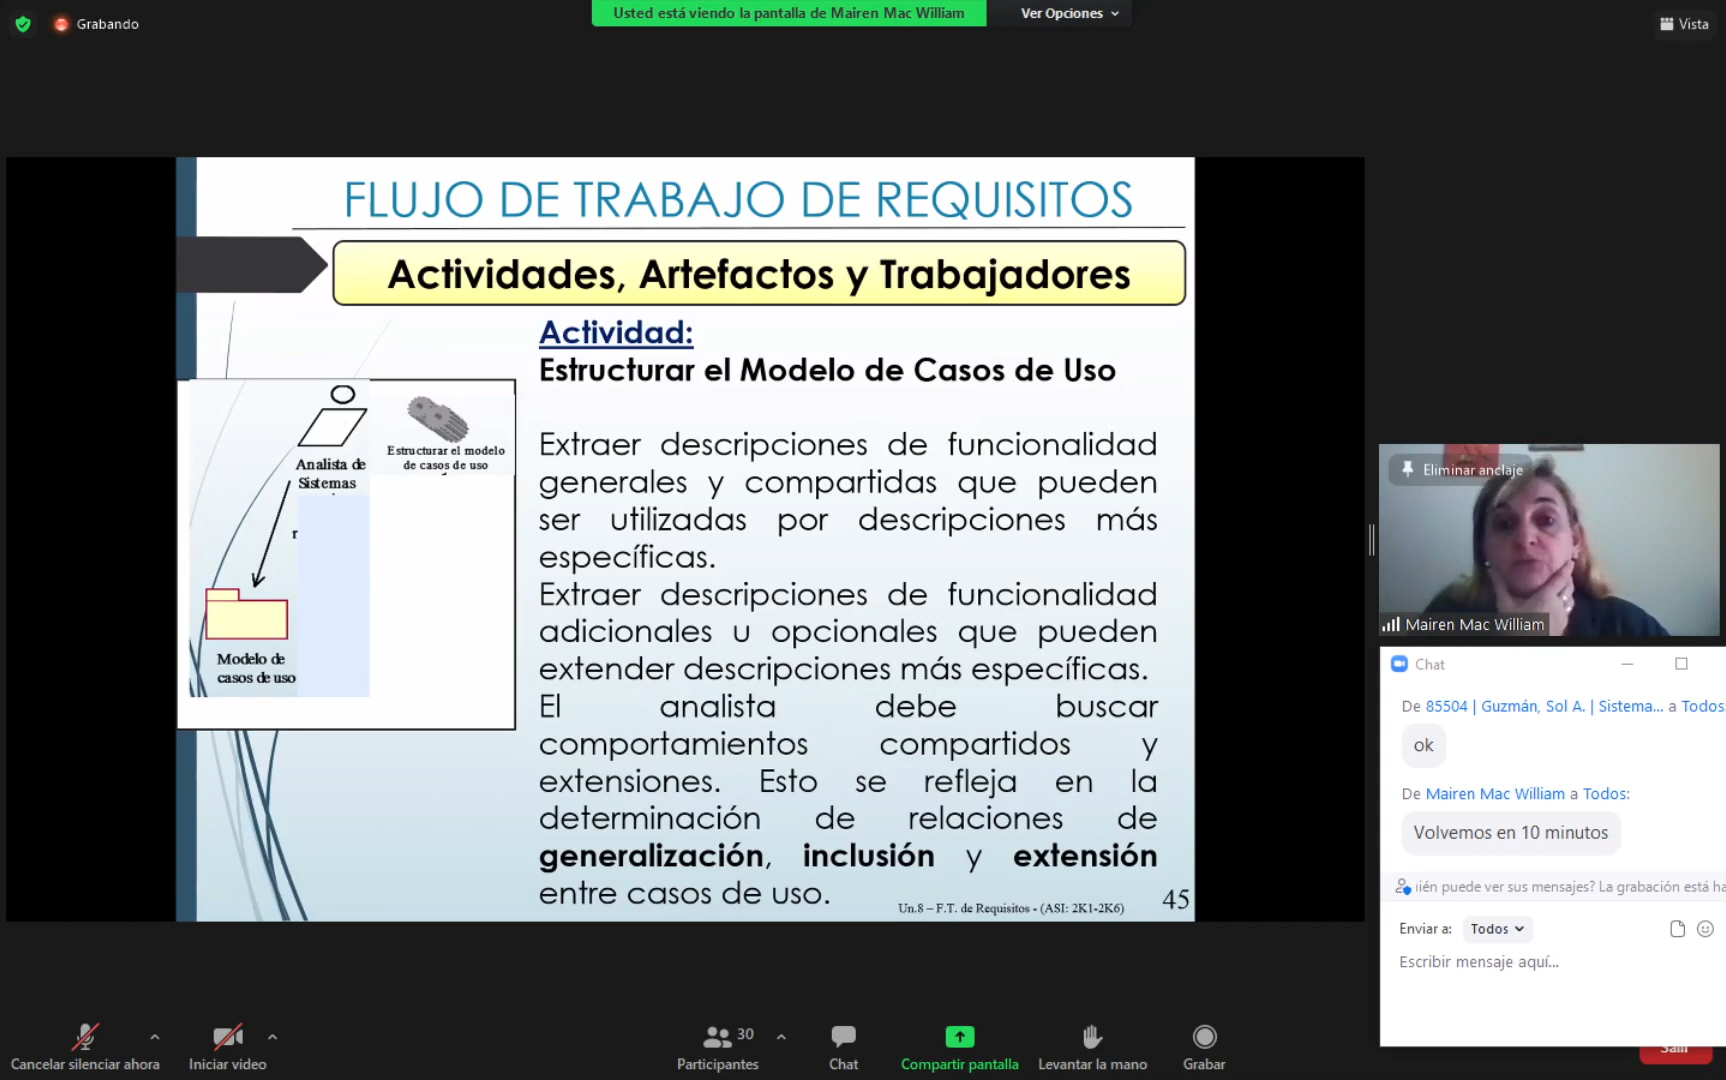 Grabando
Usted está viendo la pantalla de Mairen Mac William
Ver Opciones
Vista
FLUJO DE TRABAJO DE REQUISITOS
Actividades, Artefactos y Trabajadores
Actividad:
Estructurar el Modelo de Casos de Uso
Extraer descripciones de funcionalidad
generales y compartidas que pueden
ser utilizadas por descripciones más
específicas.
Extraer descripciones de funcionalidad
adicionales u opcionales que pueden
extender descripciones más específicas.
El analista debe buscar
comportamientos compartidos y
extensiones. Esto se refleja en la
determinación de relaciones de
generalización, inclusión y extensión
entre casos de uso.
Analista de
Sistemas
Estructurar el modelo
de casos de uso
r
Modelo de
casos de uso
Un.8 – F.T. de Requisitos - (ASI: 2K1-2K6)
45
Eliminar anclaje
Mairen Mac William
Chat
De 85504 | Guzmán, Sol A. | Sistema... a Todos:
ok
De Mairen Mac William a Todos:
Volvemos en 10 minutos
ién puede ver sus mensajes? La grabación está ha
Enviar a: Todos
Escribir mensaje aquí...
Cancelar silenciar ahora
Iniciar video
30
Participantes
Chat
Compartir pantalla
Levantar la mano
Grabar
Salir